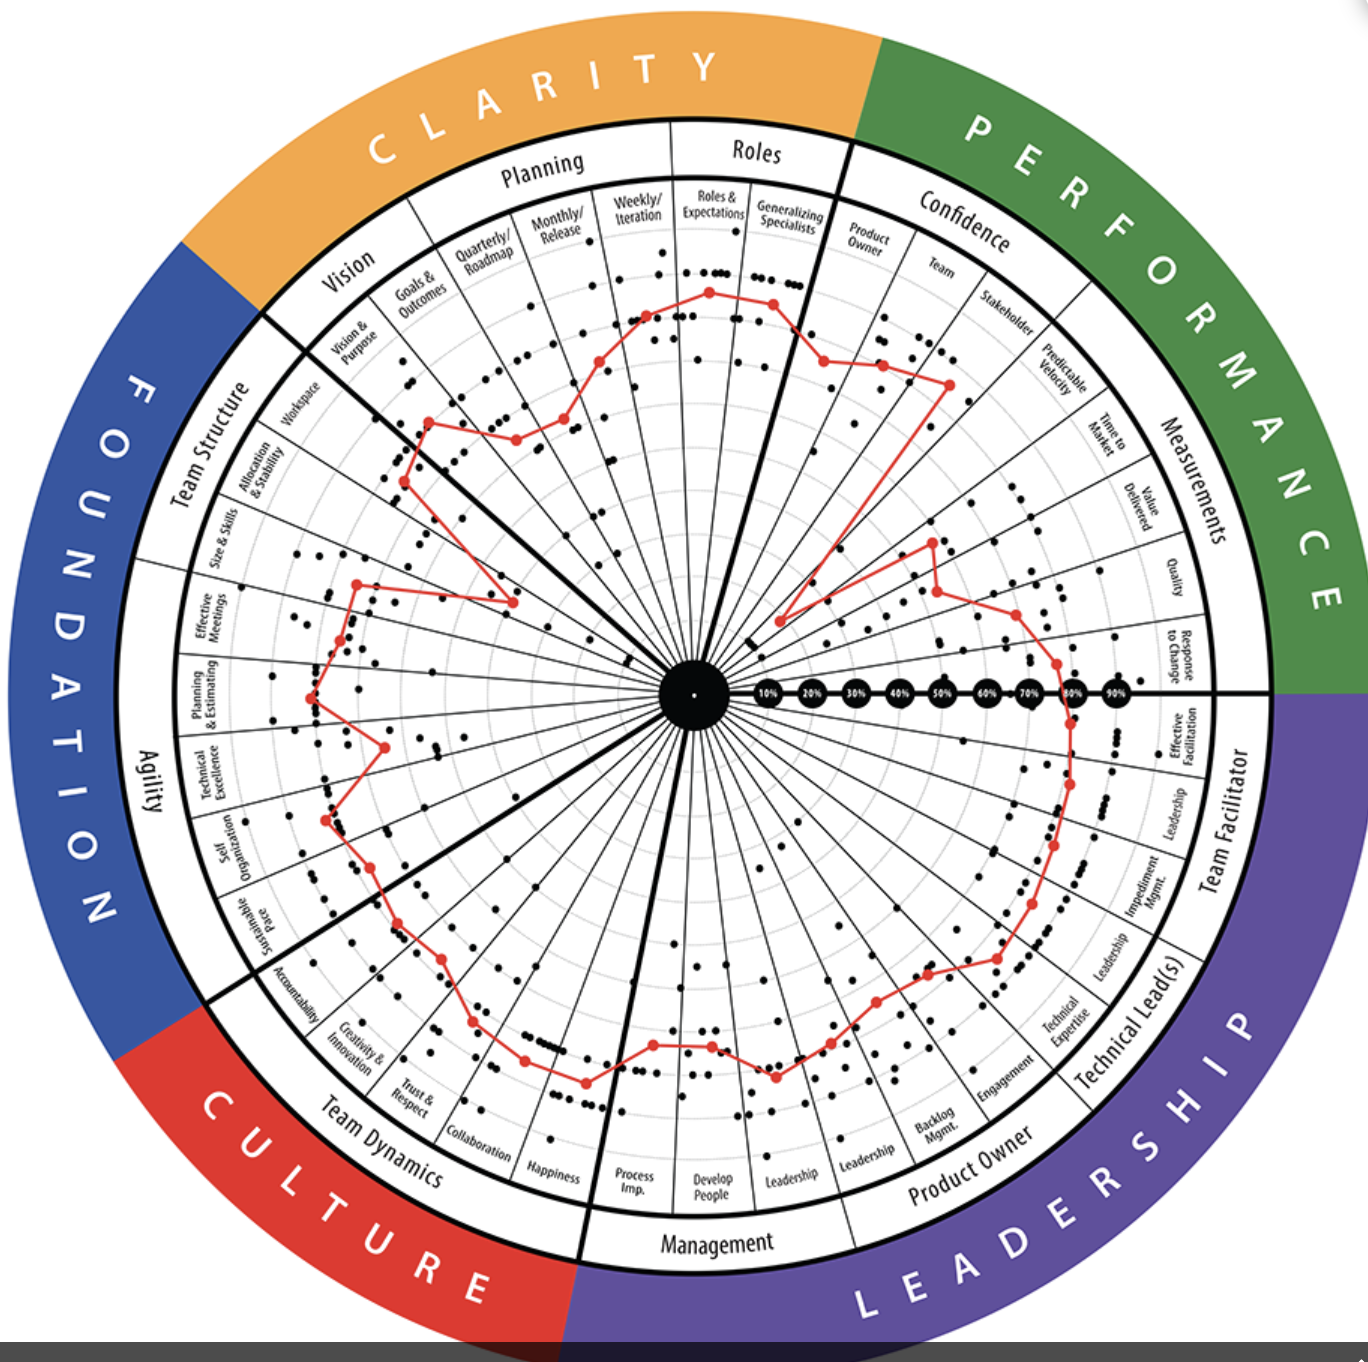 CLARITY
PERFORMANCE
LEADERSHIP
CULTURE
FOUNDATION
Vision
Planning
Roles
Confidence
Measurements
Team Facilitator
Technical Lead(s)
Product Owner
Management
Team Dynamics
Agility
Team Structure
Vision &
Purpose
Goals &
Outcomes
Quarterly/
Roadmap
Monthly/
Release
Weekly/
Iteration
Roles &
Expectations
Generalizing
Specialists
Product
Owner
Team
Stakeholder
Predictable
Velocity
Time to
Market
Value
Delivered
Quality
Response
to Change
10%
20%
30%
40%
50%
60%
70%
80%
90%
Effective
Facilitation
Leadership
Impediment
Mgmt.
Leadership
Technical
Expertise
Engagement
Backlog
Mgmt.
Leadership
Leadership
Develop
People
Process
Imp.
Happiness
Collaboration
Trust &
Respect
Creativity &
Innovation
Accountability
Sustainable
Pace
Self
Organization
Technical
Excellence
Planning
& Estimating
Effective
Meetings
Size & Skills
Allocation
& Stability
Workspace